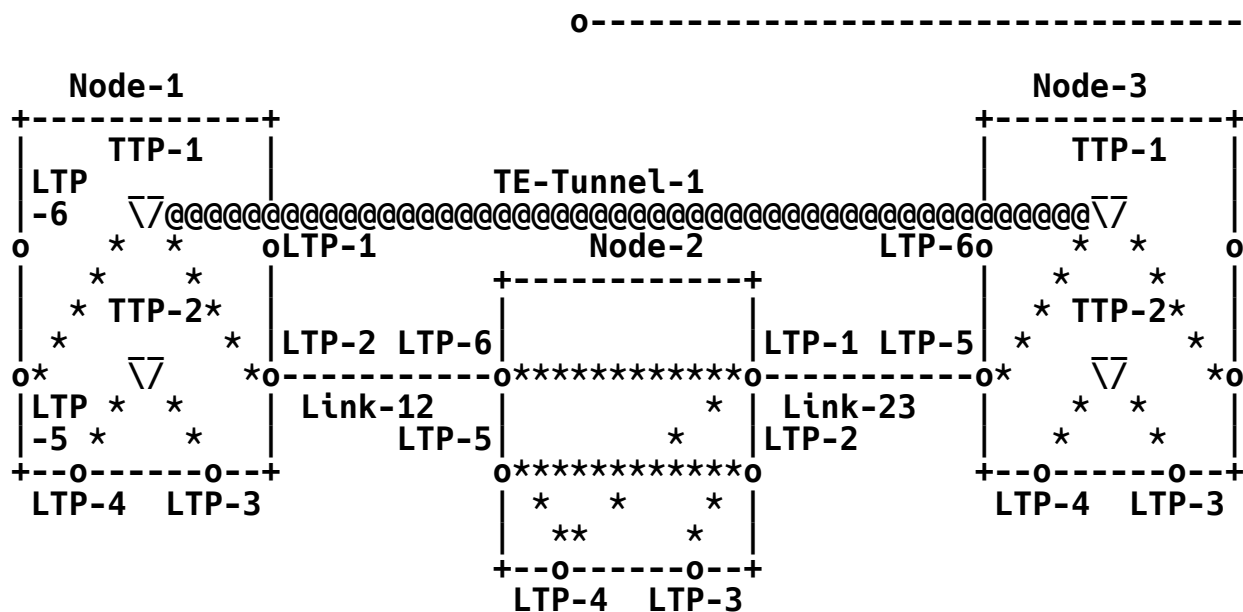 Node-1 Node-3
TTP-1 TTP-1
LTP TE-Tunnel-1
-6
LTP-1 Node-2 LTP-6
TTP-2 TTP-2
LTP-2 LTP-6 LTP-1 LTP-5
LTP Link-12 Link-23
-5 LTP-5 LTP-2
LTP-4 LTP-3 LTP-4 LTP-3
LTP-4 LTP-3